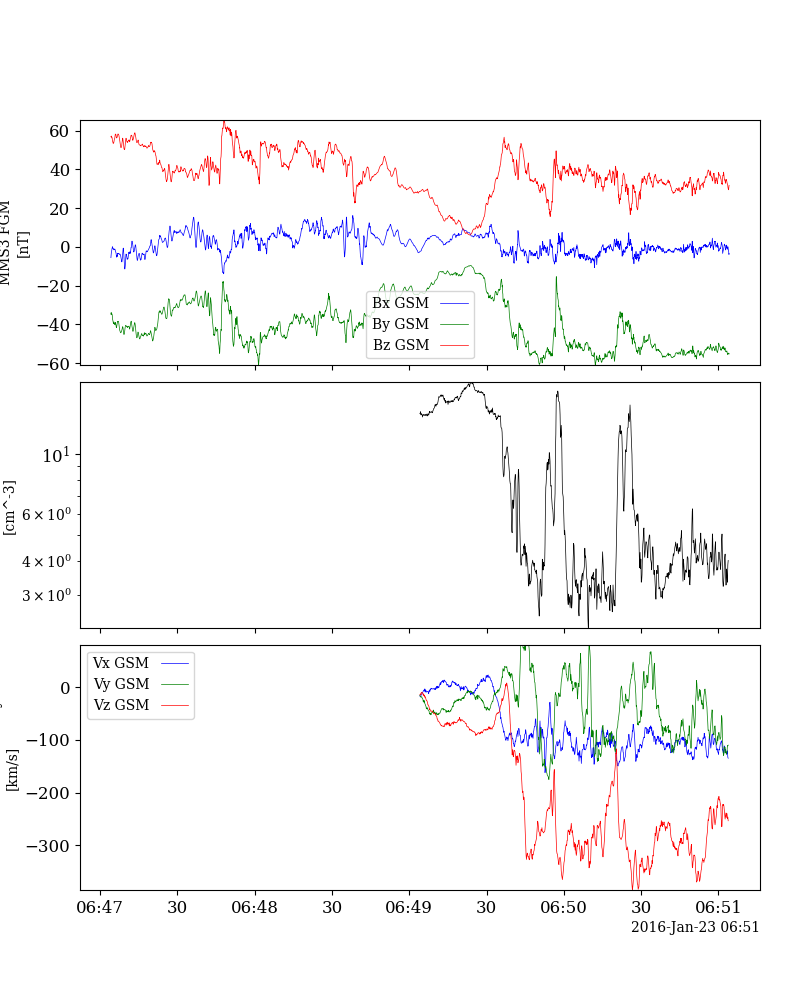 60
40
20
0
−20
−40
−60
MMS3 FGM
[nT]
Bx GSM
By GSM
Bz GSM
10¹
6 × 10⁰
4 × 10⁰
3 × 10⁰
[cm^-3]
Vx GSM
Vy GSM
Vz GSM
0
−100
−200
−300
[km/s]
06:47
30
06:48
30
06:49
30
06:50
30
06:51
2016-Jan-23 06:51